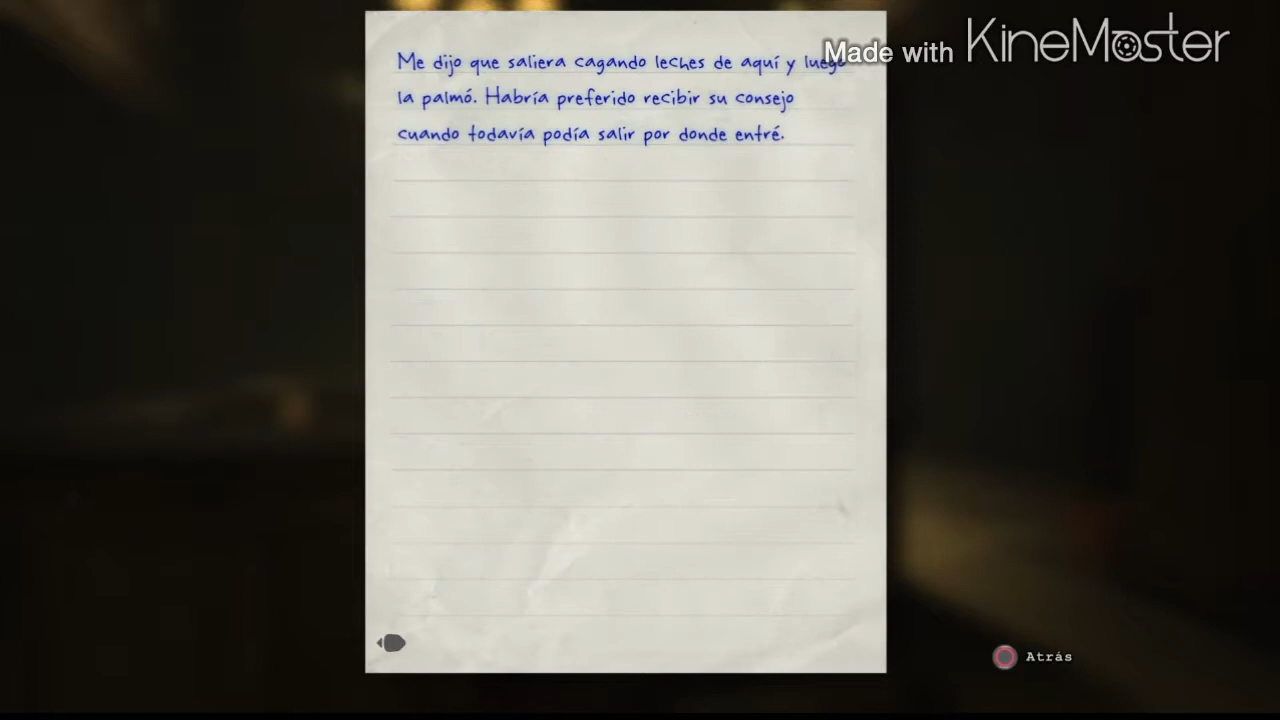 Made with KineMaster
Me dijo que saliera cagando leches de aquí y luego
la palmó. Habría preferido recibir su consejo
cuando todavía podía salir por donde entré.
Atrás